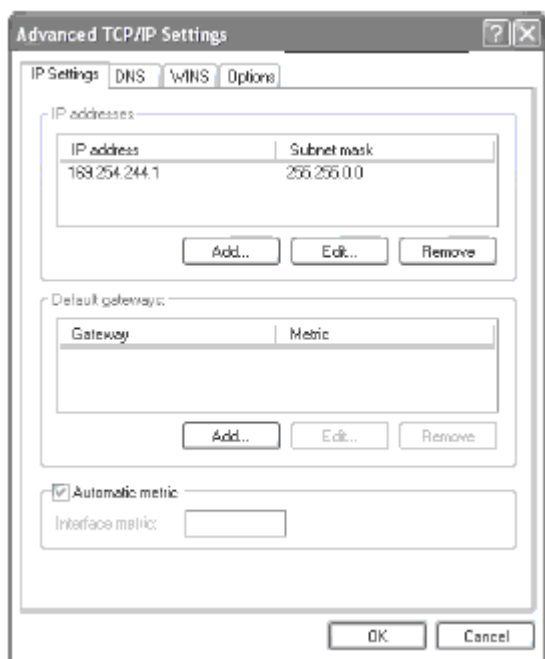 Advanced TCP/IP Settings
IP Settings DNS WINS Options
IP addresses
IP address Subnet mask
169.254.244.1 255.255.0.0
Add... Edit... Remove
Default gateways:
Gateway Metric
Add... Edit... Remove
Automatic metric
Interface metric:
OK Cancel